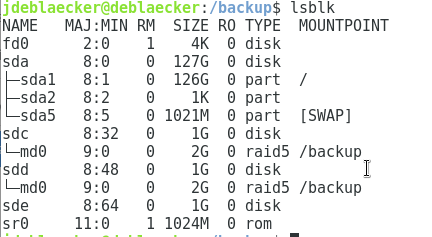 jdeblaecker@deblaecker:/backup$ lsblk
NAME   MAJ:MIN RM  SIZE RO TYPE  MOUNTPOINT
fd0      2:0    1    4K  0 disk
sda      8:0    0  127G  0 disk
├─sda1   8:1    0  126G  0 part  /
├─sda2   8:2    0    1K  0 part
└─sda5   8:5    0 1021M  0 part  [SWAP]
sdc      8:32   0    1G  0 disk
└─md0    9:0    0    2G  0 raid5 /backup
sdd      8:48   0    1G  0 disk
└─md0    9:0    0    2G  0 raid5 /backup
sde      8:64   0    1G  0 disk
sr0     11:0    1 1024M  0 rom